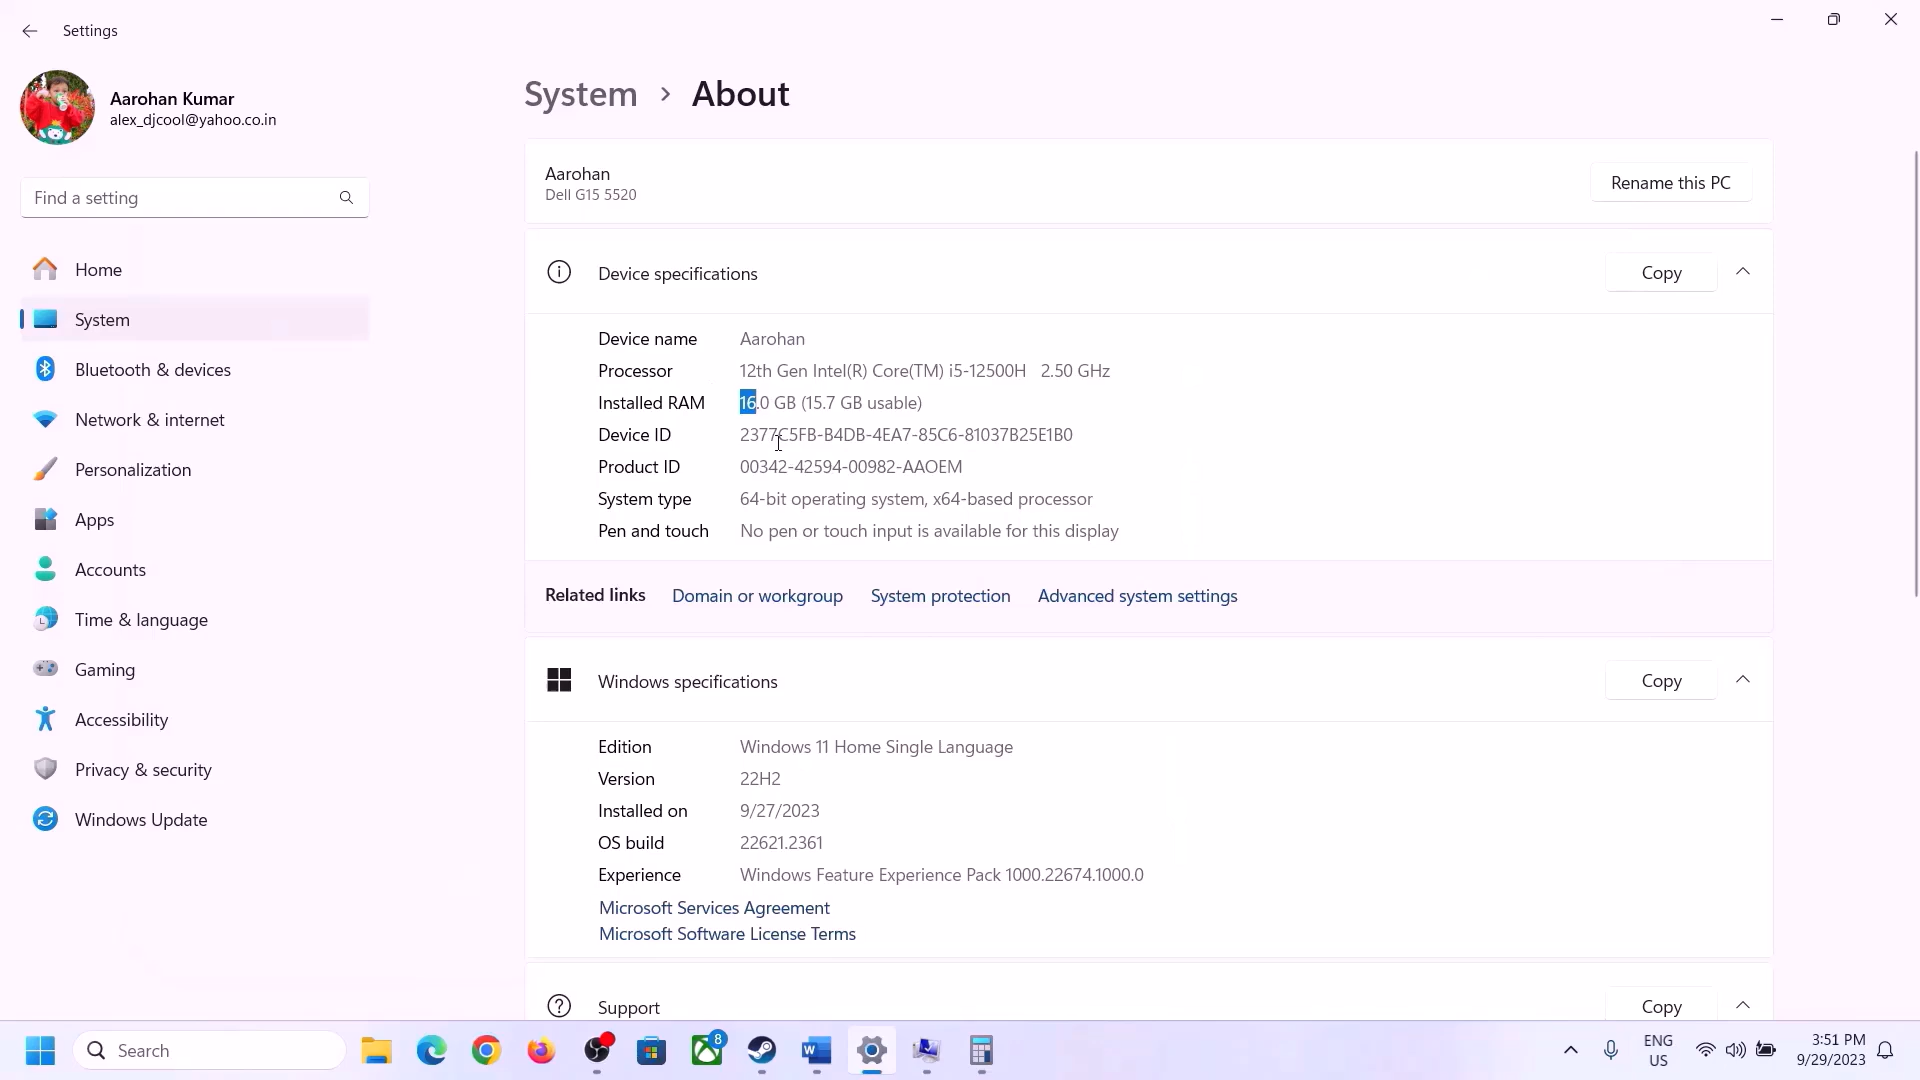 Settings
Aarohan Kumar
alex_djcool@yahoo.co.in
Find a setting
Home
System
Bluetooth & devices
Network & internet
Personalization
Apps
Accounts
Time & language
Gaming
Accessibility
Privacy & security
Windows Update
System > About
Aarohan
Dell G15 5520
Rename this PC
Device specifications
Copy
Device name Aarohan
Processor 12th Gen Intel(R) Core(TM) i5-12500H 2.50 GHz
Installed RAM 16.0 GB (15.7 GB usable)
Device ID 2377C5FB-B4DB-4EA7-85C6-81037B25E1B0
Product ID 00342-42594-00982-AAOEM
System type 64-bit operating system, x64-based processor
Pen and touch No pen or touch input is available for this display
Related links Domain or workgroup System protection Advanced system settings
Windows specifications
Copy
Edition Windows 11 Home Single Language
Version 22H2
Installed on 9/27/2023
OS build 22621.2361
Experience Windows Feature Experience Pack 1000.22674.1000.0
Microsoft Services Agreement
Microsoft Software License Terms
Support
Copy
Search
8
W
ENG
US
3:51 PM
9/29/2023